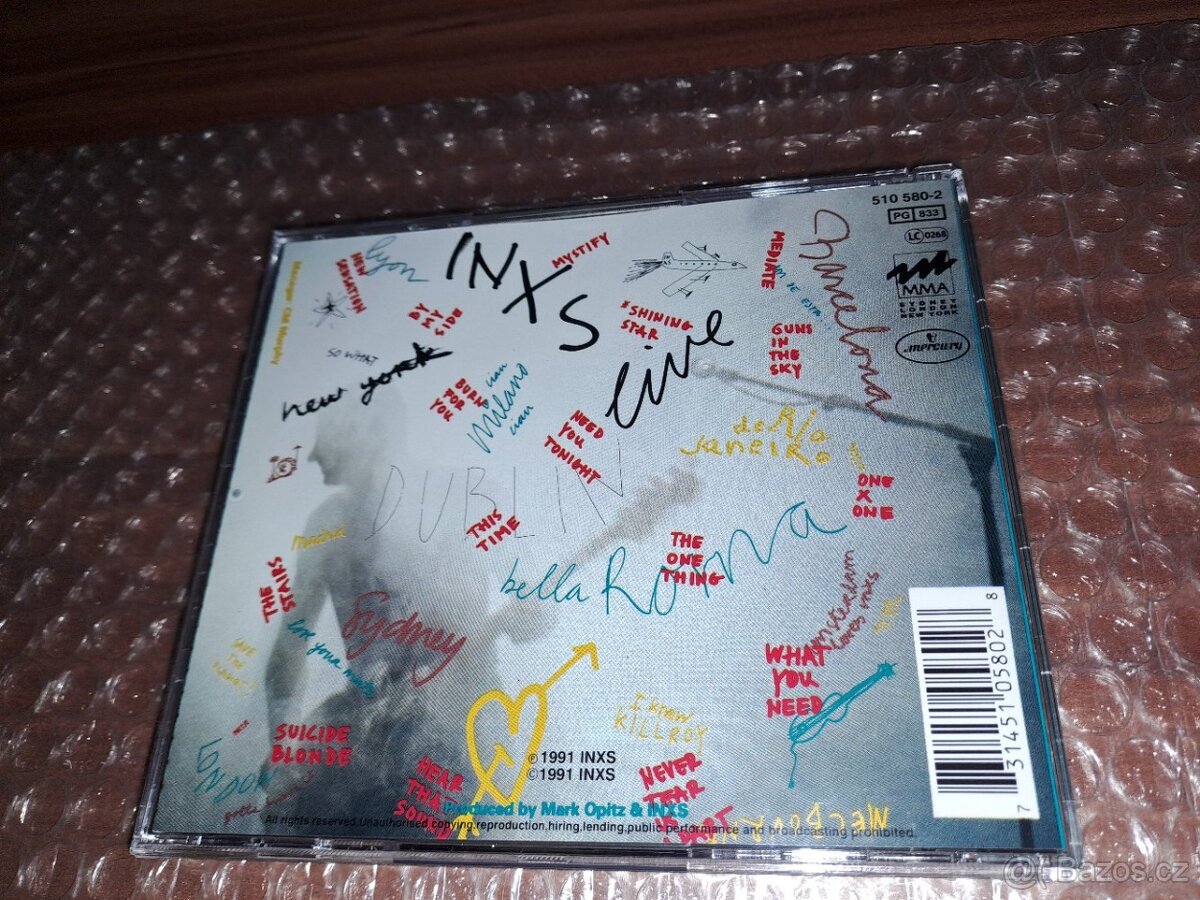 510 580-2
PG 833
LC 0268
MMA
SYDNEY
LONDON
NEW YORK
mercury
Manager CM Murphy
lyon
NEW
SENSATION
INXS
MYSTIFY
BY
MY
SIDE
* SHINING
STAR
MEDIATE
live
GUNS
IN
THE
SKY
SO WHAT
new york
BURN
FOR
YOU
Milano
NEED
YOU
TONIGHT
de Rio
Janeiro
DUBLIN
ONE
X
ONE
THIS
TIME
THE
ONE
THING
Madrid
bella Roma
THE
STAIRS
Sydney
WHAT
YOU
NEED
SUICIDE
BLONDE
LONDON
HEAR
THAT
SOUND
I KNEW
KILLROY
NEVER
TEAR
US APART
℗ 1991 INXS
© 1991 INXS
Produced by Mark Opitz & INXS
All rights reserved.Unauthorised copying,reproduction,hiring,lending,public performance and broadcasting prohibited.
7 31451 05802 8
@( Bazos.cz